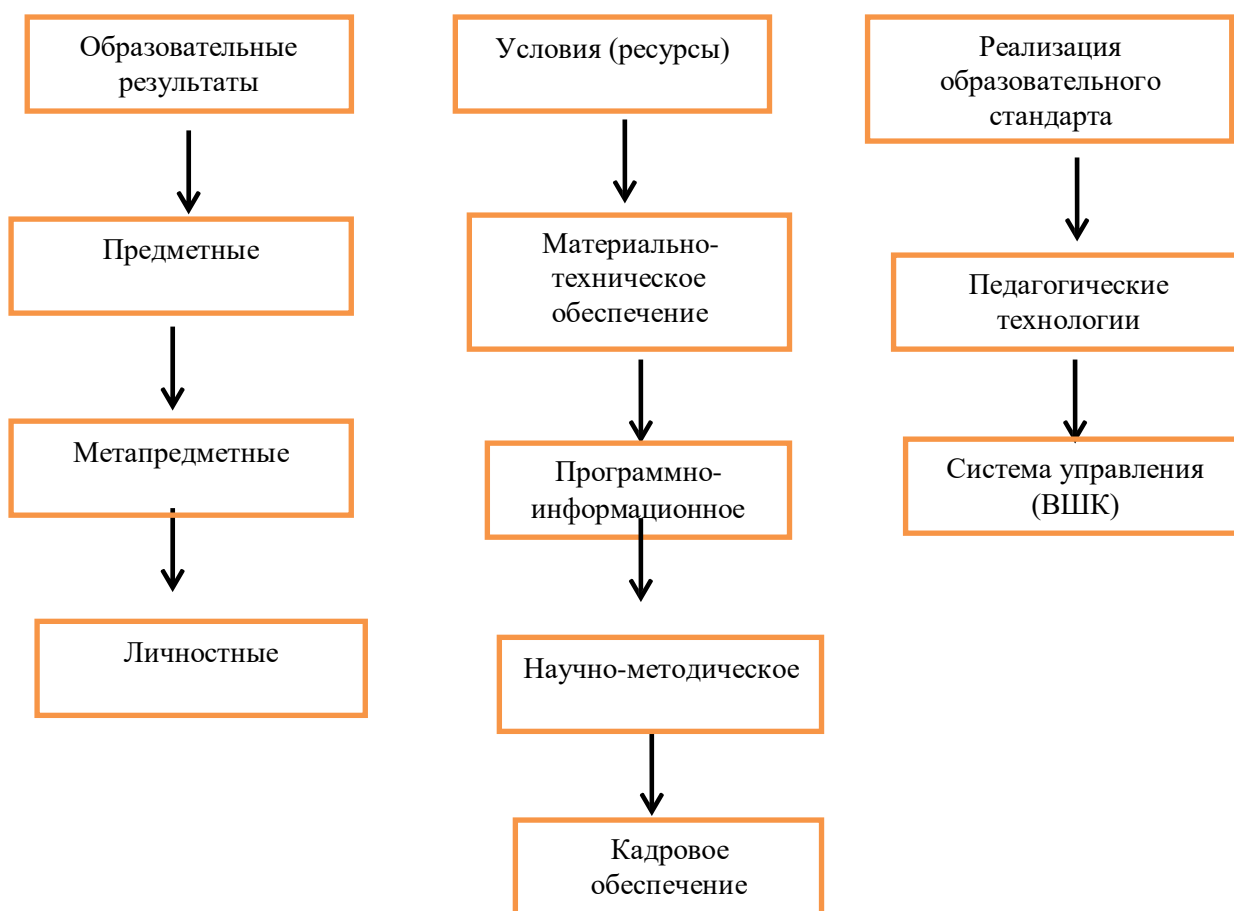 Образовательные
результаты
Предметные
Метапредметные
Личностные
Условия (ресурсы)
Материально-
техническое
обеспечение
Программно-
информационное
Научно-методическое
Кадровое
обеспечение
Реализация
образовательного
стандарта
Педагогические
технологии
Система управления
(ВШК)